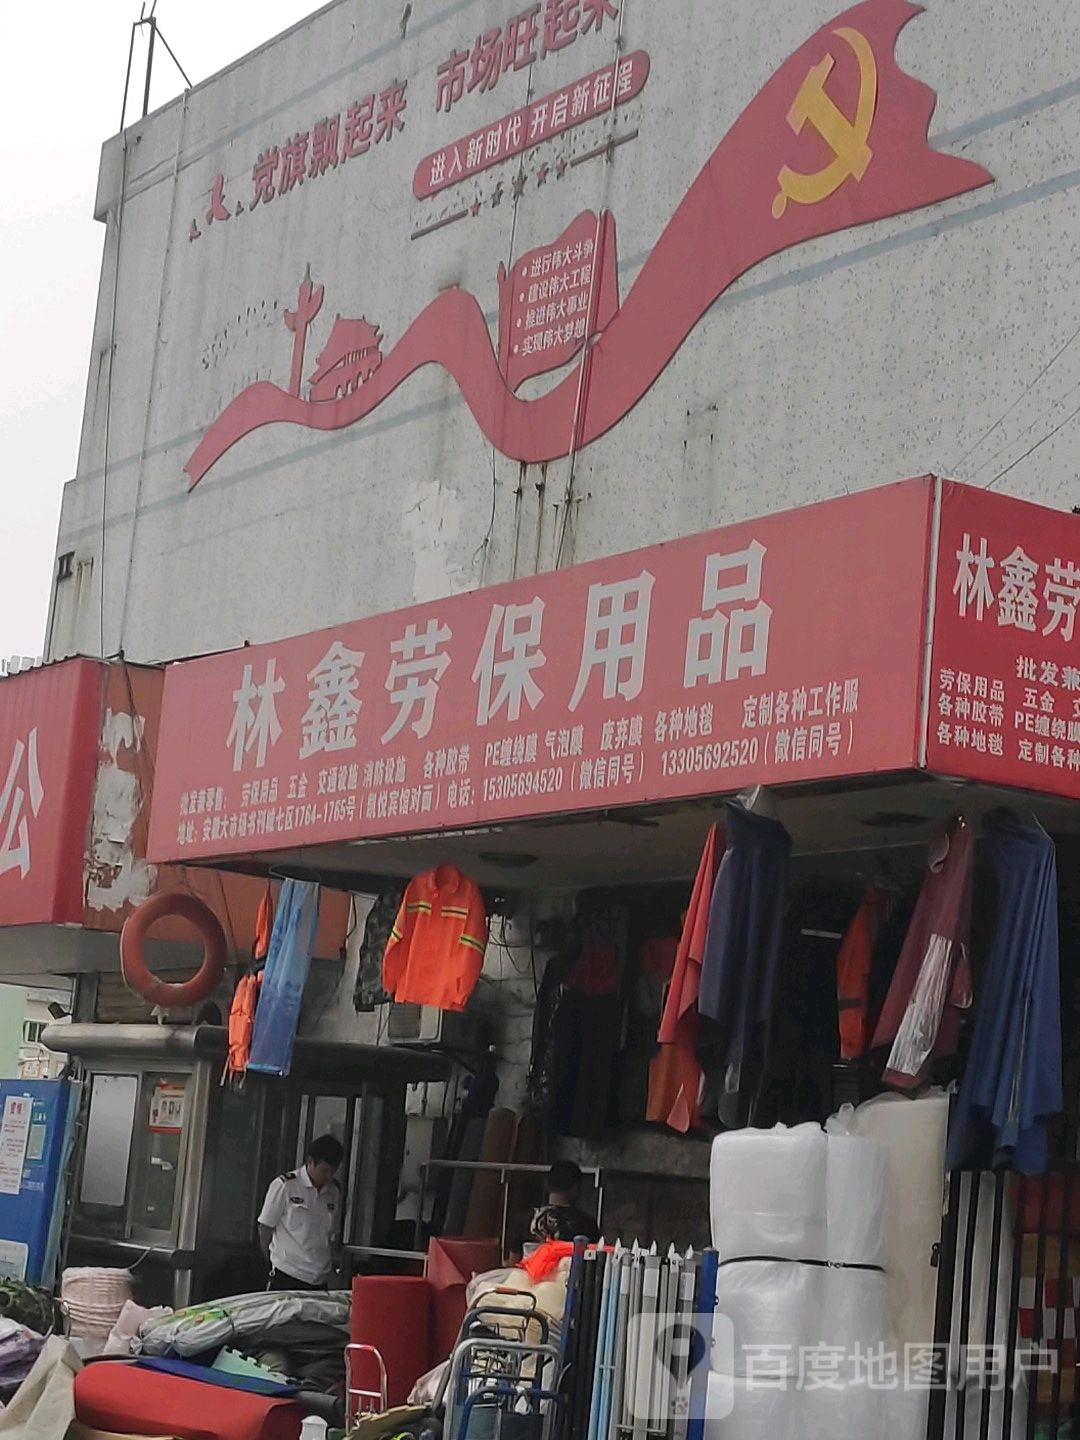 党旗飘起来 市场旺起来
进入新时代 开启新征程
• 进行伟大斗争
• 建设伟大工程
• 推进伟大事业
• 实现伟大梦想
林鑫劳保用品
批发兼零售： 劳保用品 五金 交通设施 消防设施 各种胶带 PE缠绕膜 气泡膜 废弃膜 各种地毯 定制各种工作服
地址：安徽大市场书刊城七区1764-1765号（凯悦宾馆对面）电话：15305694520（微信同号） 13305692520（微信同号）
林鑫劳
批发兼
劳保用品 五金
各种胶带 PE缠绕膜
各种地毯 定制各种
公
百度地图用户